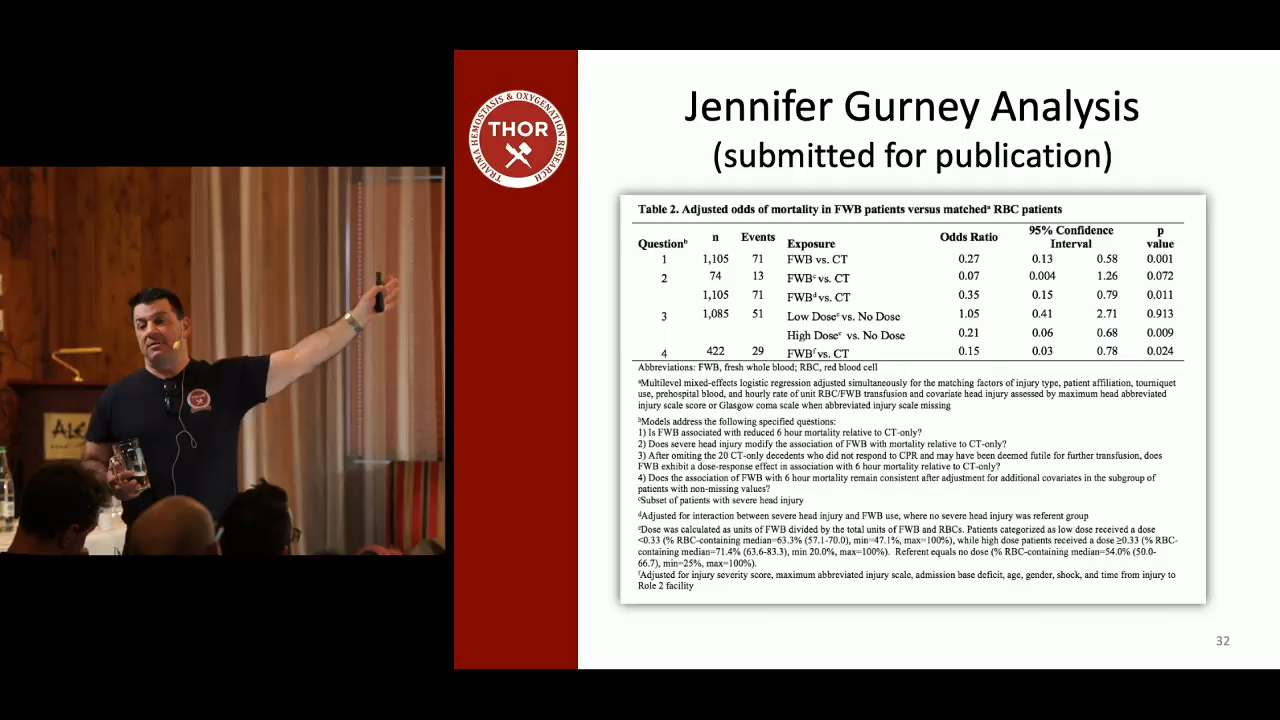 TRAUMA HEMOSTASIS & OXYGENATION RESEARCH
THOR
Jennifer Gurney Analysis
(submitted for publication)
Table 2. Adjusted odds of mortality in FWB patients versus matchedᵃ RBC patients
Questionᵇ n Events Exposure Odds Ratio 95% Confidence Interval p value
1 1,105 71 FWB vs. CT 0.27 0.13 0.58 0.001
2 74 13 FWBᶜ vs. CT 0.07 0.004 1.26 0.072
1,105 71 FWBᵈ vs. CT 0.35 0.15 0.79 0.011
3 1,085 51 Low Doseᵉ vs. No Dose 1.05 0.41 2.71 0.913
High Doseᵉ vs. No Dose 0.21 0.06 0.68 0.009
4 422 29 FWBᶠ vs. CT 0.15 0.03 0.78 0.024
Abbreviations: FWB, fresh whole blood; RBC, red blood cell
ᵃMultilevel mixed-effects logistic regression adjusted simultaneously for the matching factors of injury type, patient affiliation, tourniquet
use, prehospital blood, and hourly rate of unit RBC/FWB transfusion and covariate head injury assessed by maximum head abbreviated
injury scale score or Glasgow coma scale when abbreviated injury scale missing
ᵇModels address the following specified questions:
1) Is FWB associated with reduced 6 hour mortality relative to CT-only?
2) Does severe head injury modify the association of FWB with mortality relative to CT-only?
3) After omiting the 20 CT-only decedents who did not respond to CPR and may have been deemed futile for further transfusion, does
FWB exhibit a dose-response effect in association with 6 hour mortality relative to CT-only?
4) Does the association of FWB with 6 hour mortality remain consistent after adjustment for additional covariates in the subgroup of
patients with non-missing values?
ᶜSubset of patients with severe head injury
ᵈAdjusted for interaction between severe head injury and FWB use, where no severe head injury was referent group
ᵉDose was calculated as units of FWB divided by the total units of FWB and RBCs. Patients categorized as low dose received a dose
<0.33 (% RBC-containing median=63.3% (57.1-70.0), min=47.1%, max=100%), while high dose patients received a dose ≥0.33 (% RBC-
containing median=71.4% (63.6-83.3), min 20.0%, max=100%). Referent equals no dose (% RBC-containing median=54.0% (50.0-
66.7), min=25%, max=100%).
ᶠAdjusted for injury severity score, maximum abbreviated injury scale, admission base deficit, age, gender, shock, and time from injury to
Role 2 facility
32